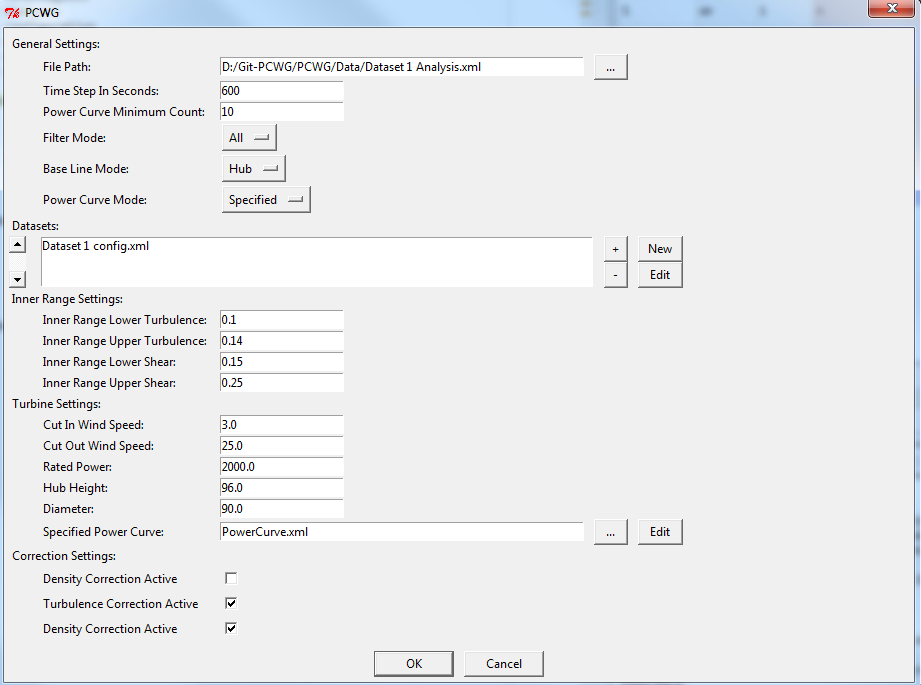 PCWG
General Settings:
File Path: D:/Git-PCWG/PCWG/Data/Dataset 1 Analysis.xml ...
Time Step In Seconds: 600
Power Curve Minimum Count: 10
Filter Mode: All
Base Line Mode: Hub
Power Curve Mode: Specified
Datasets:
Dataset 1 config.xml + New
- Edit
Inner Range Settings:
Inner Range Lower Turbulence: 0.1
Inner Range Upper Turbulence: 0.14
Inner Range Lower Shear: 0.15
Inner Range Upper Shear: 0.25
Turbine Settings:
Cut In Wind Speed: 3.0
Cut Out Wind Speed: 25.0
Rated Power: 2000.0
Hub Height: 96.0
Diameter: 90.0
Specified Power Curve: PowerCurve.xml ... Edit
Correction Settings:
Density Correction Active
Turbulence Correction Active
Density Correction Active
OK Cancel